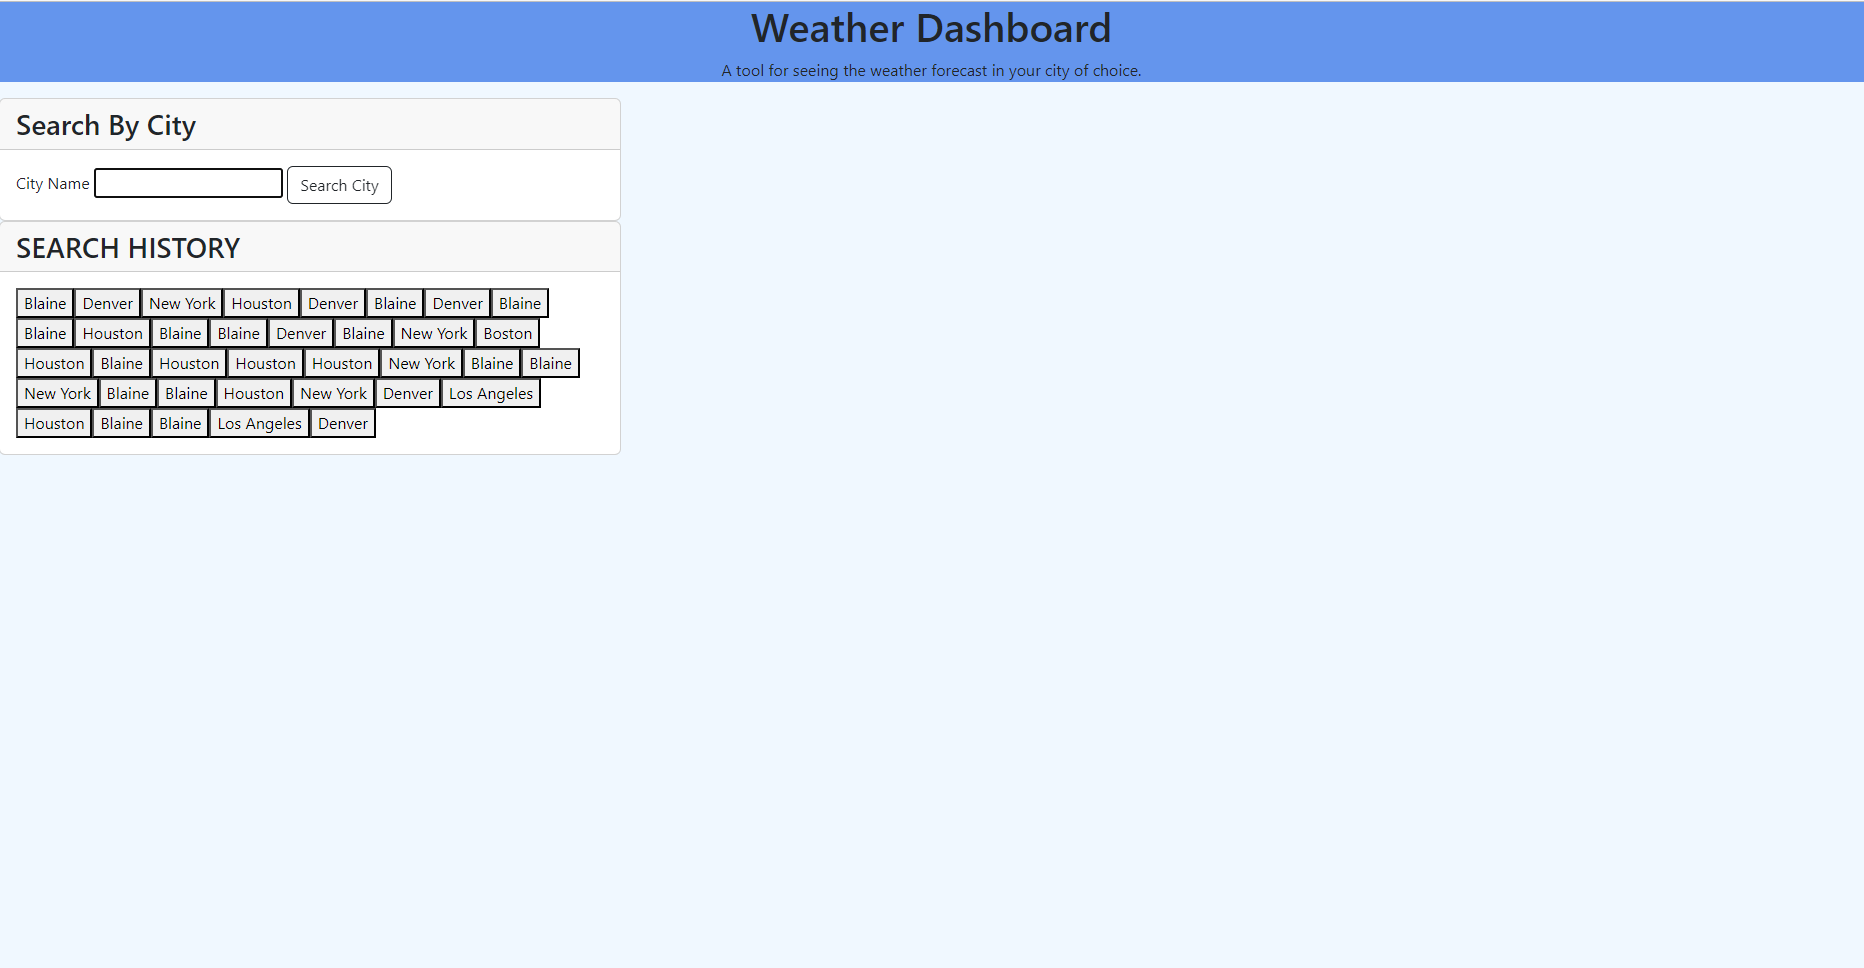 Weather Dashboard
A tool for seeing the weather forecast in your city of choice.
Search By City
City Name Search City
SEARCH HISTORY
Blaine Denver New York Houston Denver Blaine Denver Blaine
Blaine Houston Blaine Blaine Denver Blaine New York Boston
Houston Blaine Houston Houston Houston New York Blaine Blaine
New York Blaine Blaine Houston New York Denver Los Angeles
Houston Blaine Blaine Los Angeles Denver